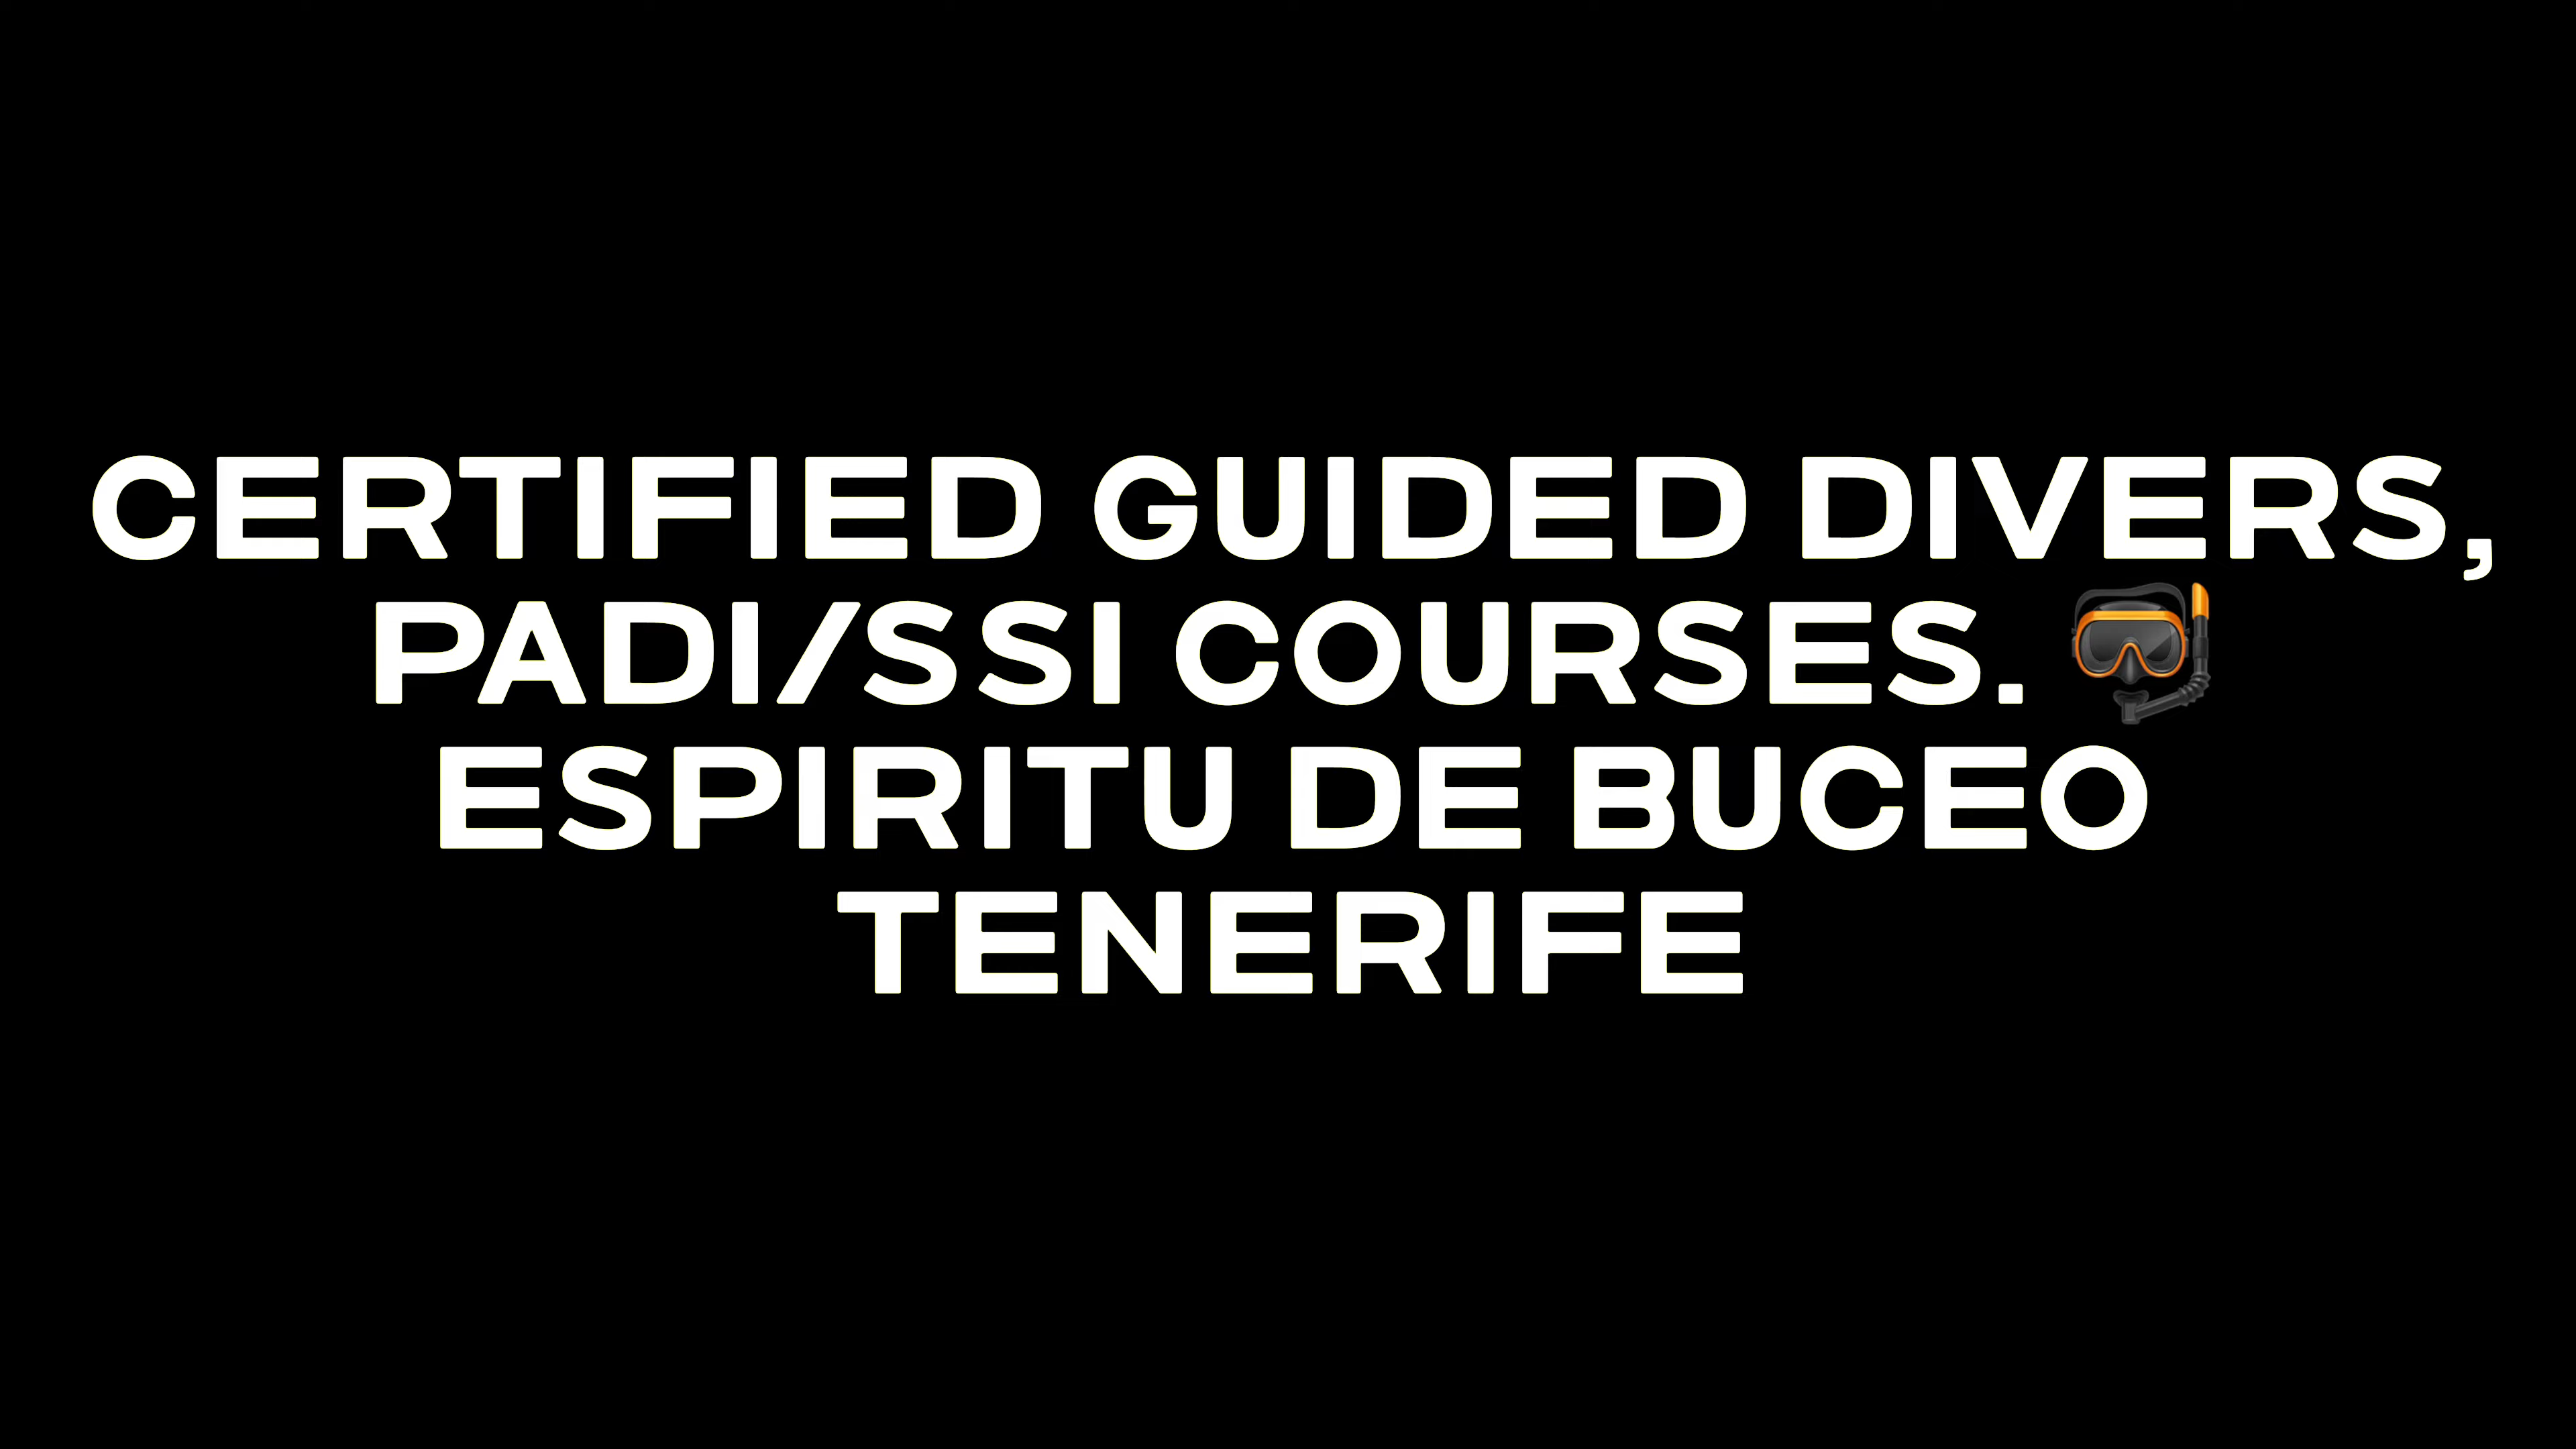 CERTIFIED GUIDED DIVERS,
PADI/SSI COURSES. 🤿
ESPIRITU DE BUCEO
TENERIFE